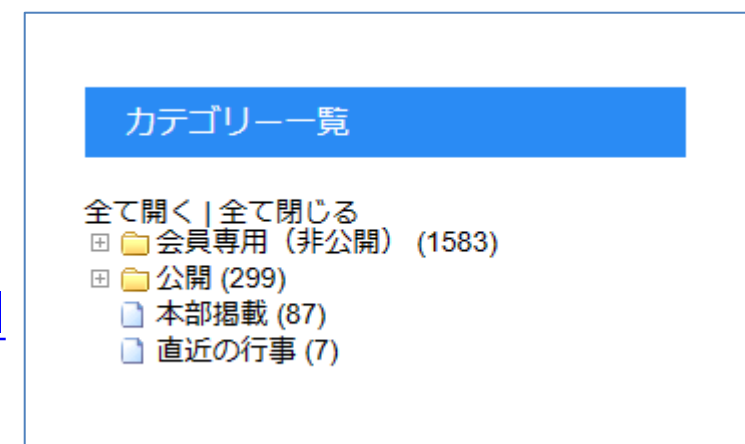 カテゴリー一覧
全て開く | 全て閉じる
会員専用（非公開） (1583)
公開 (299)
本部掲載 (87)
直近の行事 (7)